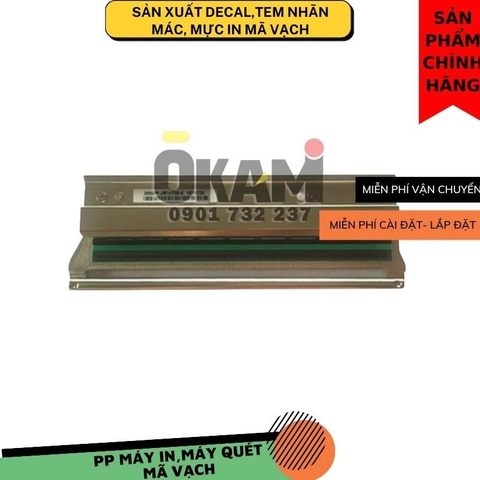 SẢN XUẤT DECAL,TEM NHÃN
MÁC, MỰC IN MÃ VẠCH
SẢN
PHẨM
CHÍNH
HÃNG
ÔKAMI
0901 732 237
MIỄN PHÍ VẬN CHUYỂN
MIỄN PHÍ CÀI ĐẶT- LẮP ĐẶT
PP MÁY IN,MÁY QUÉT
MÃ VẠCH